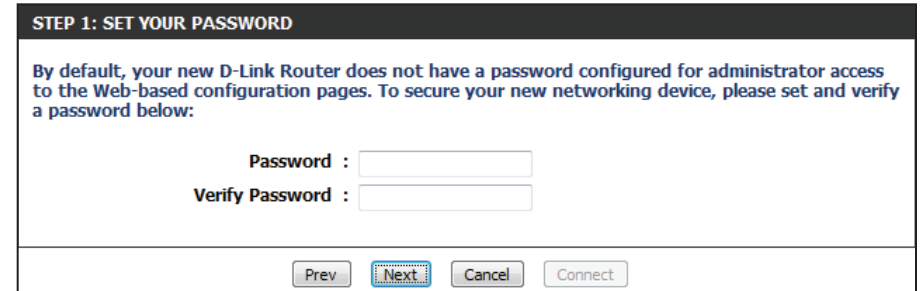 STEP 1: SET YOUR PASSWORD
By default, your new D-Link Router does not have a password configured for administrator access
to the Web-based configuration pages. To secure your new networking device, please set and verify
a password below:
Password :
Verify Password :
Prev Next Cancel Connect